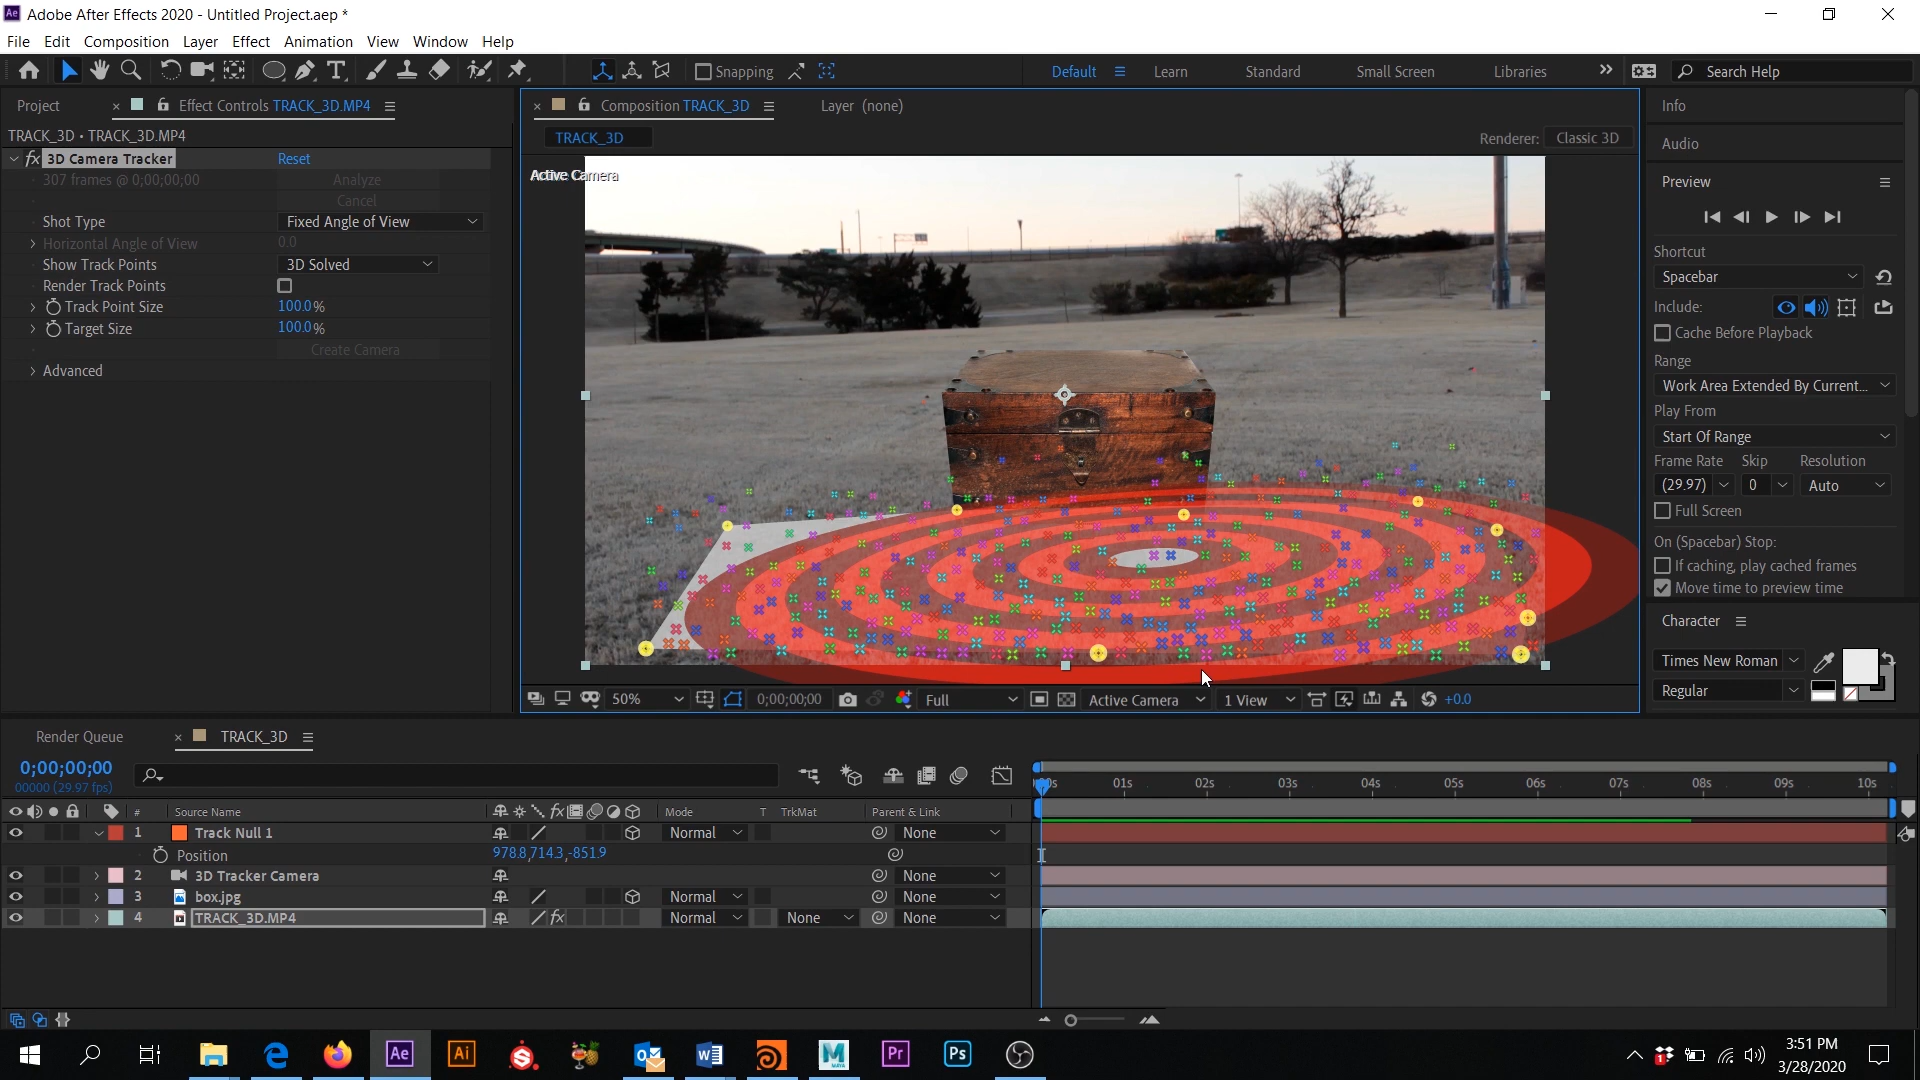 Adobe After Effects 2020 - Untitled Project.aep *
File Edit Composition Layer Effect Animation View Window Help
Snapping
Default Learn Standard Small Screen Libraries
Search Help
Project
Effect Controls TRACK_3D.MP4
TRACK_3D • TRACK_3D.MP4
fx 3D Camera Tracker Reset
307 frames @ 0;00;00;00 Analyze
Cancel
Shot Type Fixed Angle of View
Horizontal Angle of View 0.0
Show Track Points 3D Solved
Render Track Points
Track Point Size 100.0%
Target Size 100.0%
Create Camera
Advanced
Composition TRACK_3D
Layer (none)
TRACK_3D
Renderer: Classic 3D
Active Camera
50% 0;00;00;00 Full Active Camera 1 View +0.0
Info
Audio
Preview
Shortcut
Spacebar
Include:
Cache Before Playback
Range
Work Area Extended By Current...
Play From
Start Of Range
Frame Rate Skip Resolution
(29.97) 0 Auto
Full Screen
On (Spacebar) Stop:
If caching, play cached frames
Move time to preview time
Character
Times New Roman
Regular
Render Queue TRACK_3D
0;00;00;00
00000 (29.97 fps)
01s 02s 03s 04s 05s 06s 07s 08s 09s 10s
# Source Name fx Mode T TrkMat Parent & Link
1 Track Null 1 Normal None
Position 978.8,714.3,-851.9
2 3D Tracker Camera None
3 box.jpg Normal None
4 TRACK_3D.MP4 fx Normal None None
Ae Ai Pr Ps
3:51 PM
3/28/2020